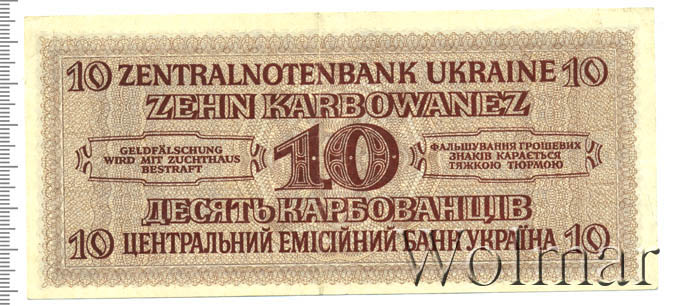 10 ZENTRALNOTENBANK UKRAINE 10
ZEHN KARBOWANEZ
GELDFÄLSCHUNG
WIRD MIT ZUCHTHAUS
BESTRAFT
10
ФАЛЬШУВАННЯ ГРОШЕВИХ
ЗНАКІВ КАРАЄТЬСЯ
ТЯЖКОЮ ТЮРМОЮ
ДЕСЯТЬ КАРБОВАНЦІВ
10 ЦЕНТРАЛЬНИЙ ЕМІСІЙНИЙ БАНК УКРАЇНА 10
Wolmar